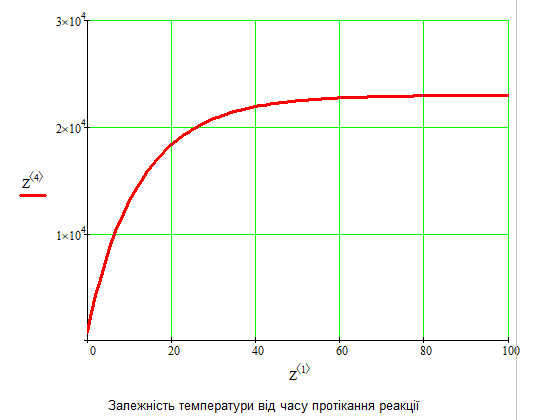 3×10⁴
2×10⁴
Z⟨4⟩
1×10⁴
0 20 40 60 80 100
Z⟨1⟩
Залежність температури від часу протікання реакції